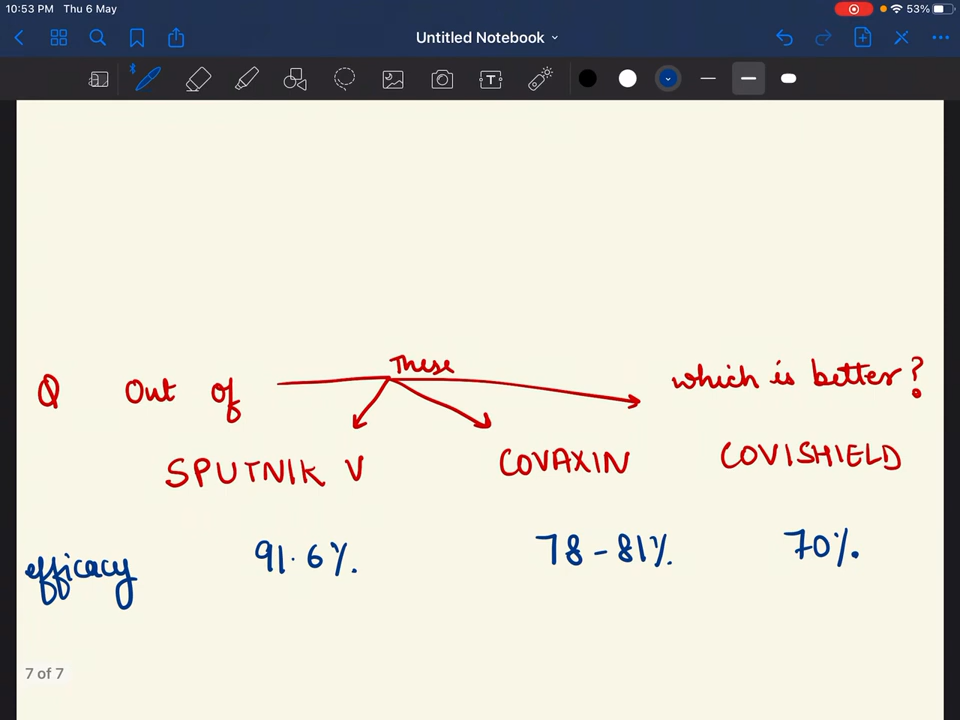 10:53 PM Thu 6 May 53%
Untitled Notebook
T
These
Q Out of which is better?
SPUTNIK V COVAXIN COVISHIELD
efficacy 91.6% 78-81% 70%.
7 of 7